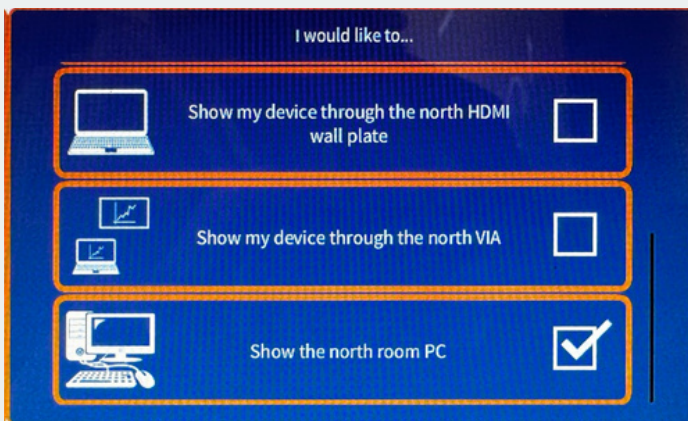 I would like to...
Show my device through the north HDMI
wall plate
Show my device through the north VIA
Show the north room PC